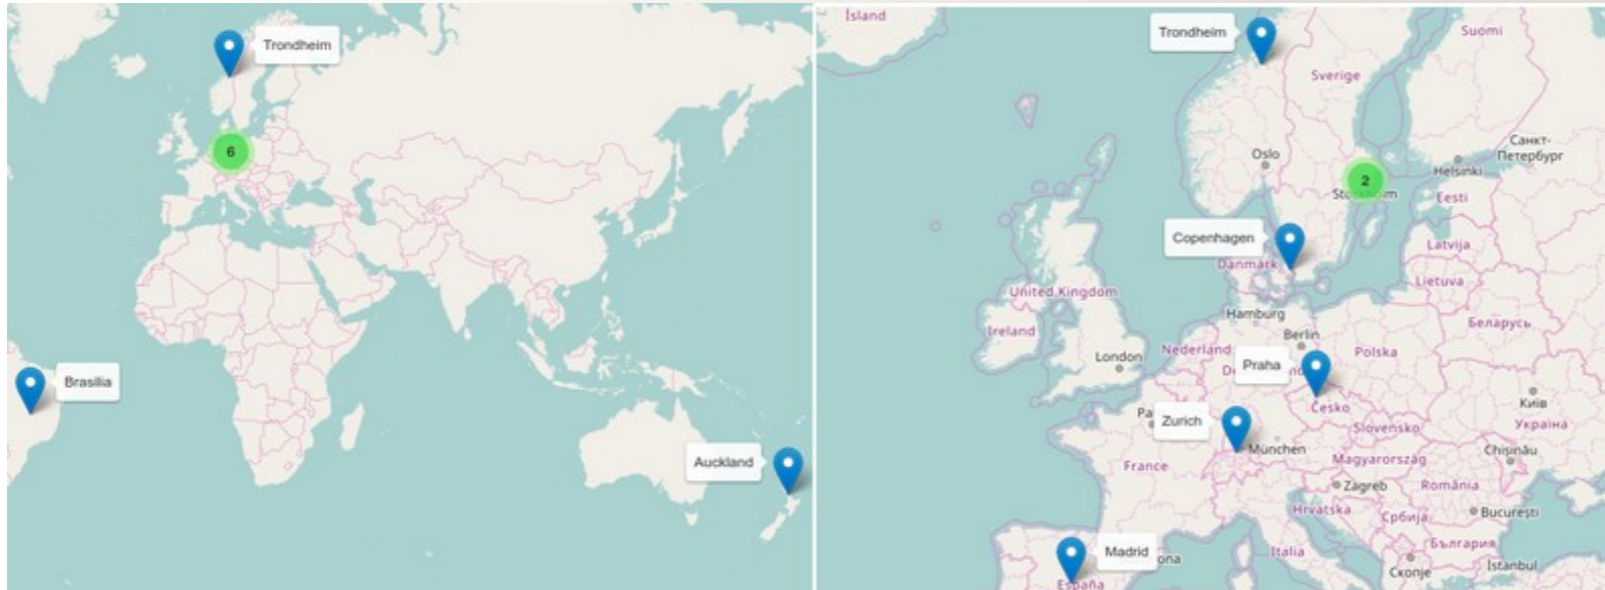 Trondheim
6
Brasilia
Auckland
Ísland
Trondheim
Suomi
Sverige
Санкт-
Петербург
Oslo
Helsinki
2
Eesti
Copenhagen
Latvija
Danmark
Lietuva
United Kingdom
Hamburg
Беларусь
Ireland
Berlin
London
Nederland
Polska
Praha
Česko
Київ
Zurich
Slovensko
Україна
München
Chișinău
France
Magyarország
Zagreb
România
Hrvatska
Србија
București
Madrid
Italia
България
Скопје
İstanbul
España